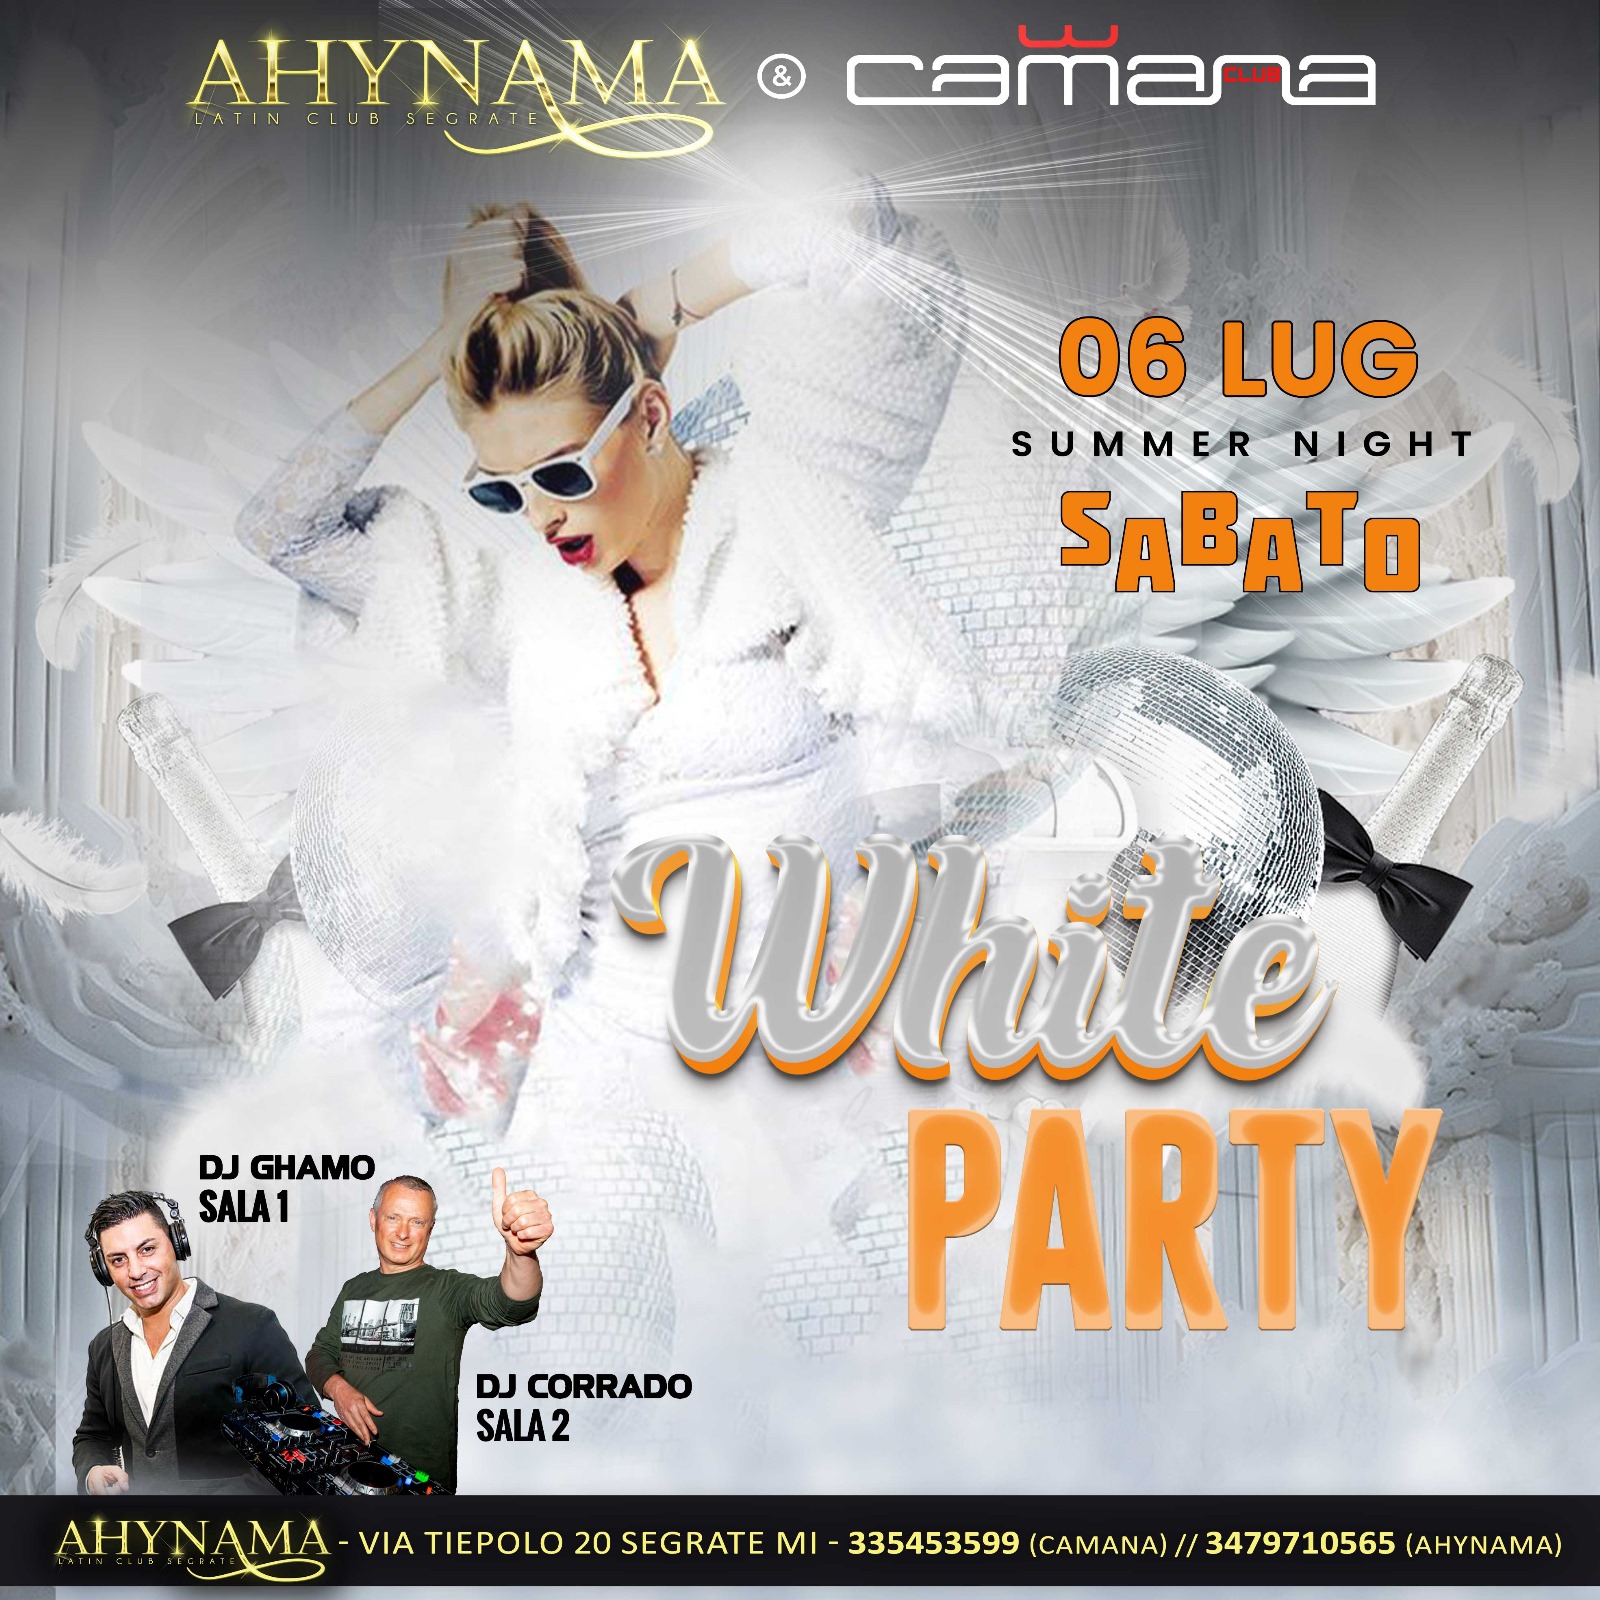 AHYNAMA & camana
CLUB
LATIN CLUB SEGRATE
06 LUG
SUMMER NIGHT
SABATO
White
PARTY
DJ GHAMO
SALA 1
DJ CORRADO
SALA 2
AHYNAMA - VIA TIEPOLO 20 SEGRATE MI - 335453599 (CAMANA) // 3479710565 (AHYNAMA)
LATIN CLUB SEGRATE